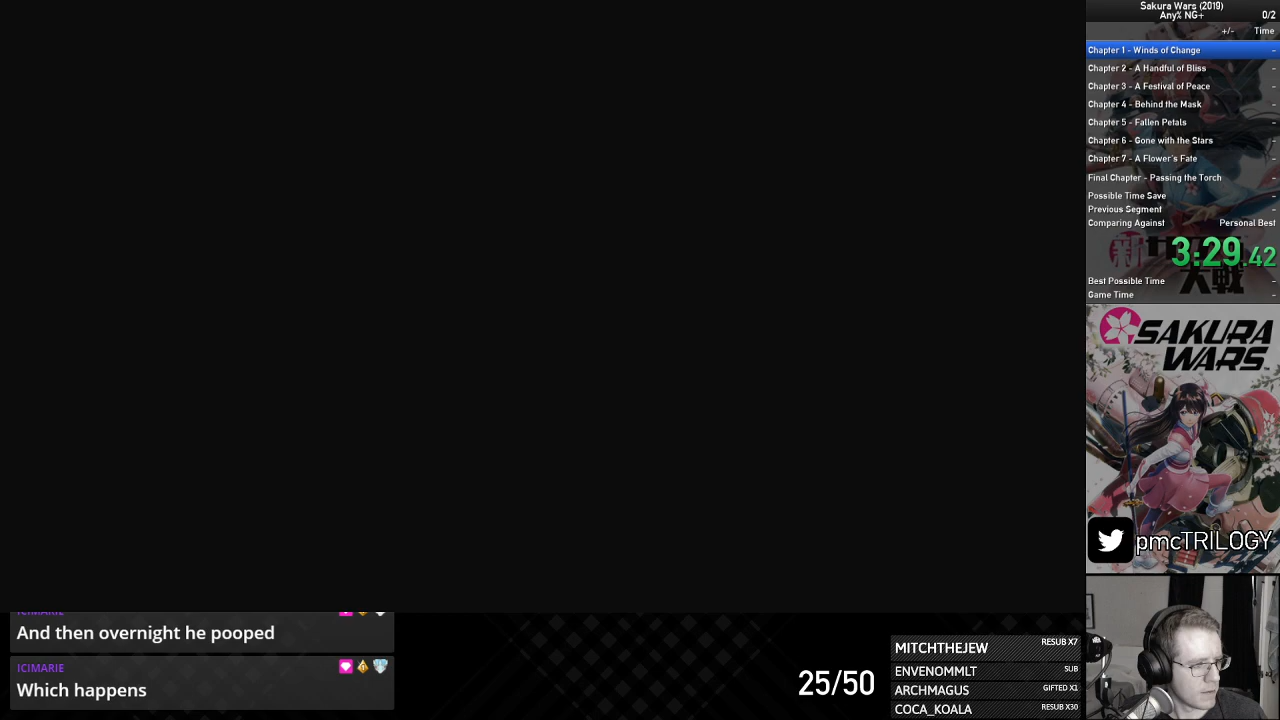 Sakura Wars (2019)
Any% NG+ 0/2
+/- Time
Chapter 1 - Winds of Change -
Chapter 2 - A Handful of Bliss -
Chapter 3 - A Festival of Peace -
Chapter 4 - Behind the Mask -
Chapter 5 - Fallen Petals -
Chapter 6 - Gone with the Stars -
Chapter 7 - A Flower's Fate -
Final Chapter - Passing the Torch -
Possible Time Save -
Previous Segment -
Comparing Against Personal Best
3:29.42
Best Possible Time -
Game Time -
SAKURA
WARS
pmcTRILOGY
ICIMARIE
And then overnight he pooped
ICIMARIE
Which happens
25/50
MITCHTHEJEW RESUB X7
ENVENOMMLT SUB
ARCHMAGUS GIFTED X1
COCA_KOALA RESUB X30